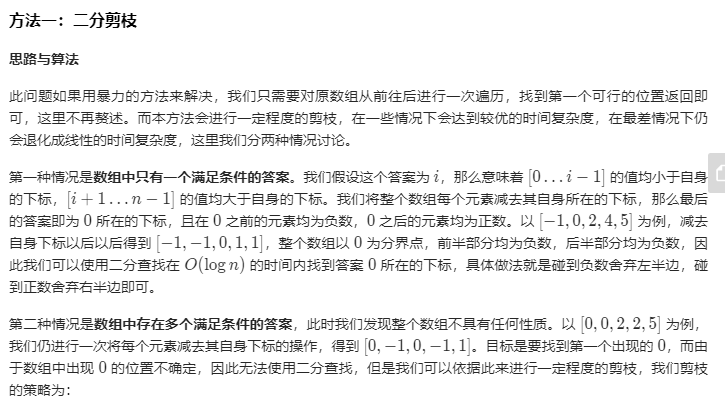 方法一：二分剪枝
思路与算法
此问题如果用暴力的方法来解决，我们只需要对原数组从前往后进行一次遍历，找到第一个可行的位置返回即
可，这里不再赘述。而本方法会进行一定程度的剪枝，在一些情况下会达到较优的时间复杂度，在最差情况下仍
会退化成线性的时间复杂度，这里我们分两种情况讨论。
第一种情况是数组中只有一个满足条件的答案。我们假设这个答案为 i，那么意味着 [0...i − 1] 的值均小于自身
的下标，[i + 1...n − 1] 的值均大于自身的下标。我们将整个数组每个元素减去其自身所在的下标，那么最后
的答案即为 0 所在的下标，且在 0 之前的元素均为负数，0 之后的元素均为正数。以 [−1, 0, 2, 4, 5] 为例，减去
自身下标以后以后得到 [−1, −1, 0, 1, 1]，整个数组以 0 为分界点，前半部分均为负数，后半部分均为负数，因
此我们可以使用二分查找在 O(log n) 的时间内找到答案 0 所在的下标，具体做法就是碰到负数舍弃左半边，碰
到正数舍弃右半边即可。
第二种情况是数组中存在多个满足条件的答案，此时我们发现整个数组不具有任何性质。以 [0, 0, 2, 2, 5] 为例，
我们仍进行一次将每个元素减去其自身下标的操作，得到 [0, −1, 0, −1, 1]。目标是要找到第一个出现的 0，而由
于数组中出现 0 的位置不确定，因此无法使用二分查找，但是我们可以依据此来进行一定程度的剪枝，我们剪枝
的策略为：